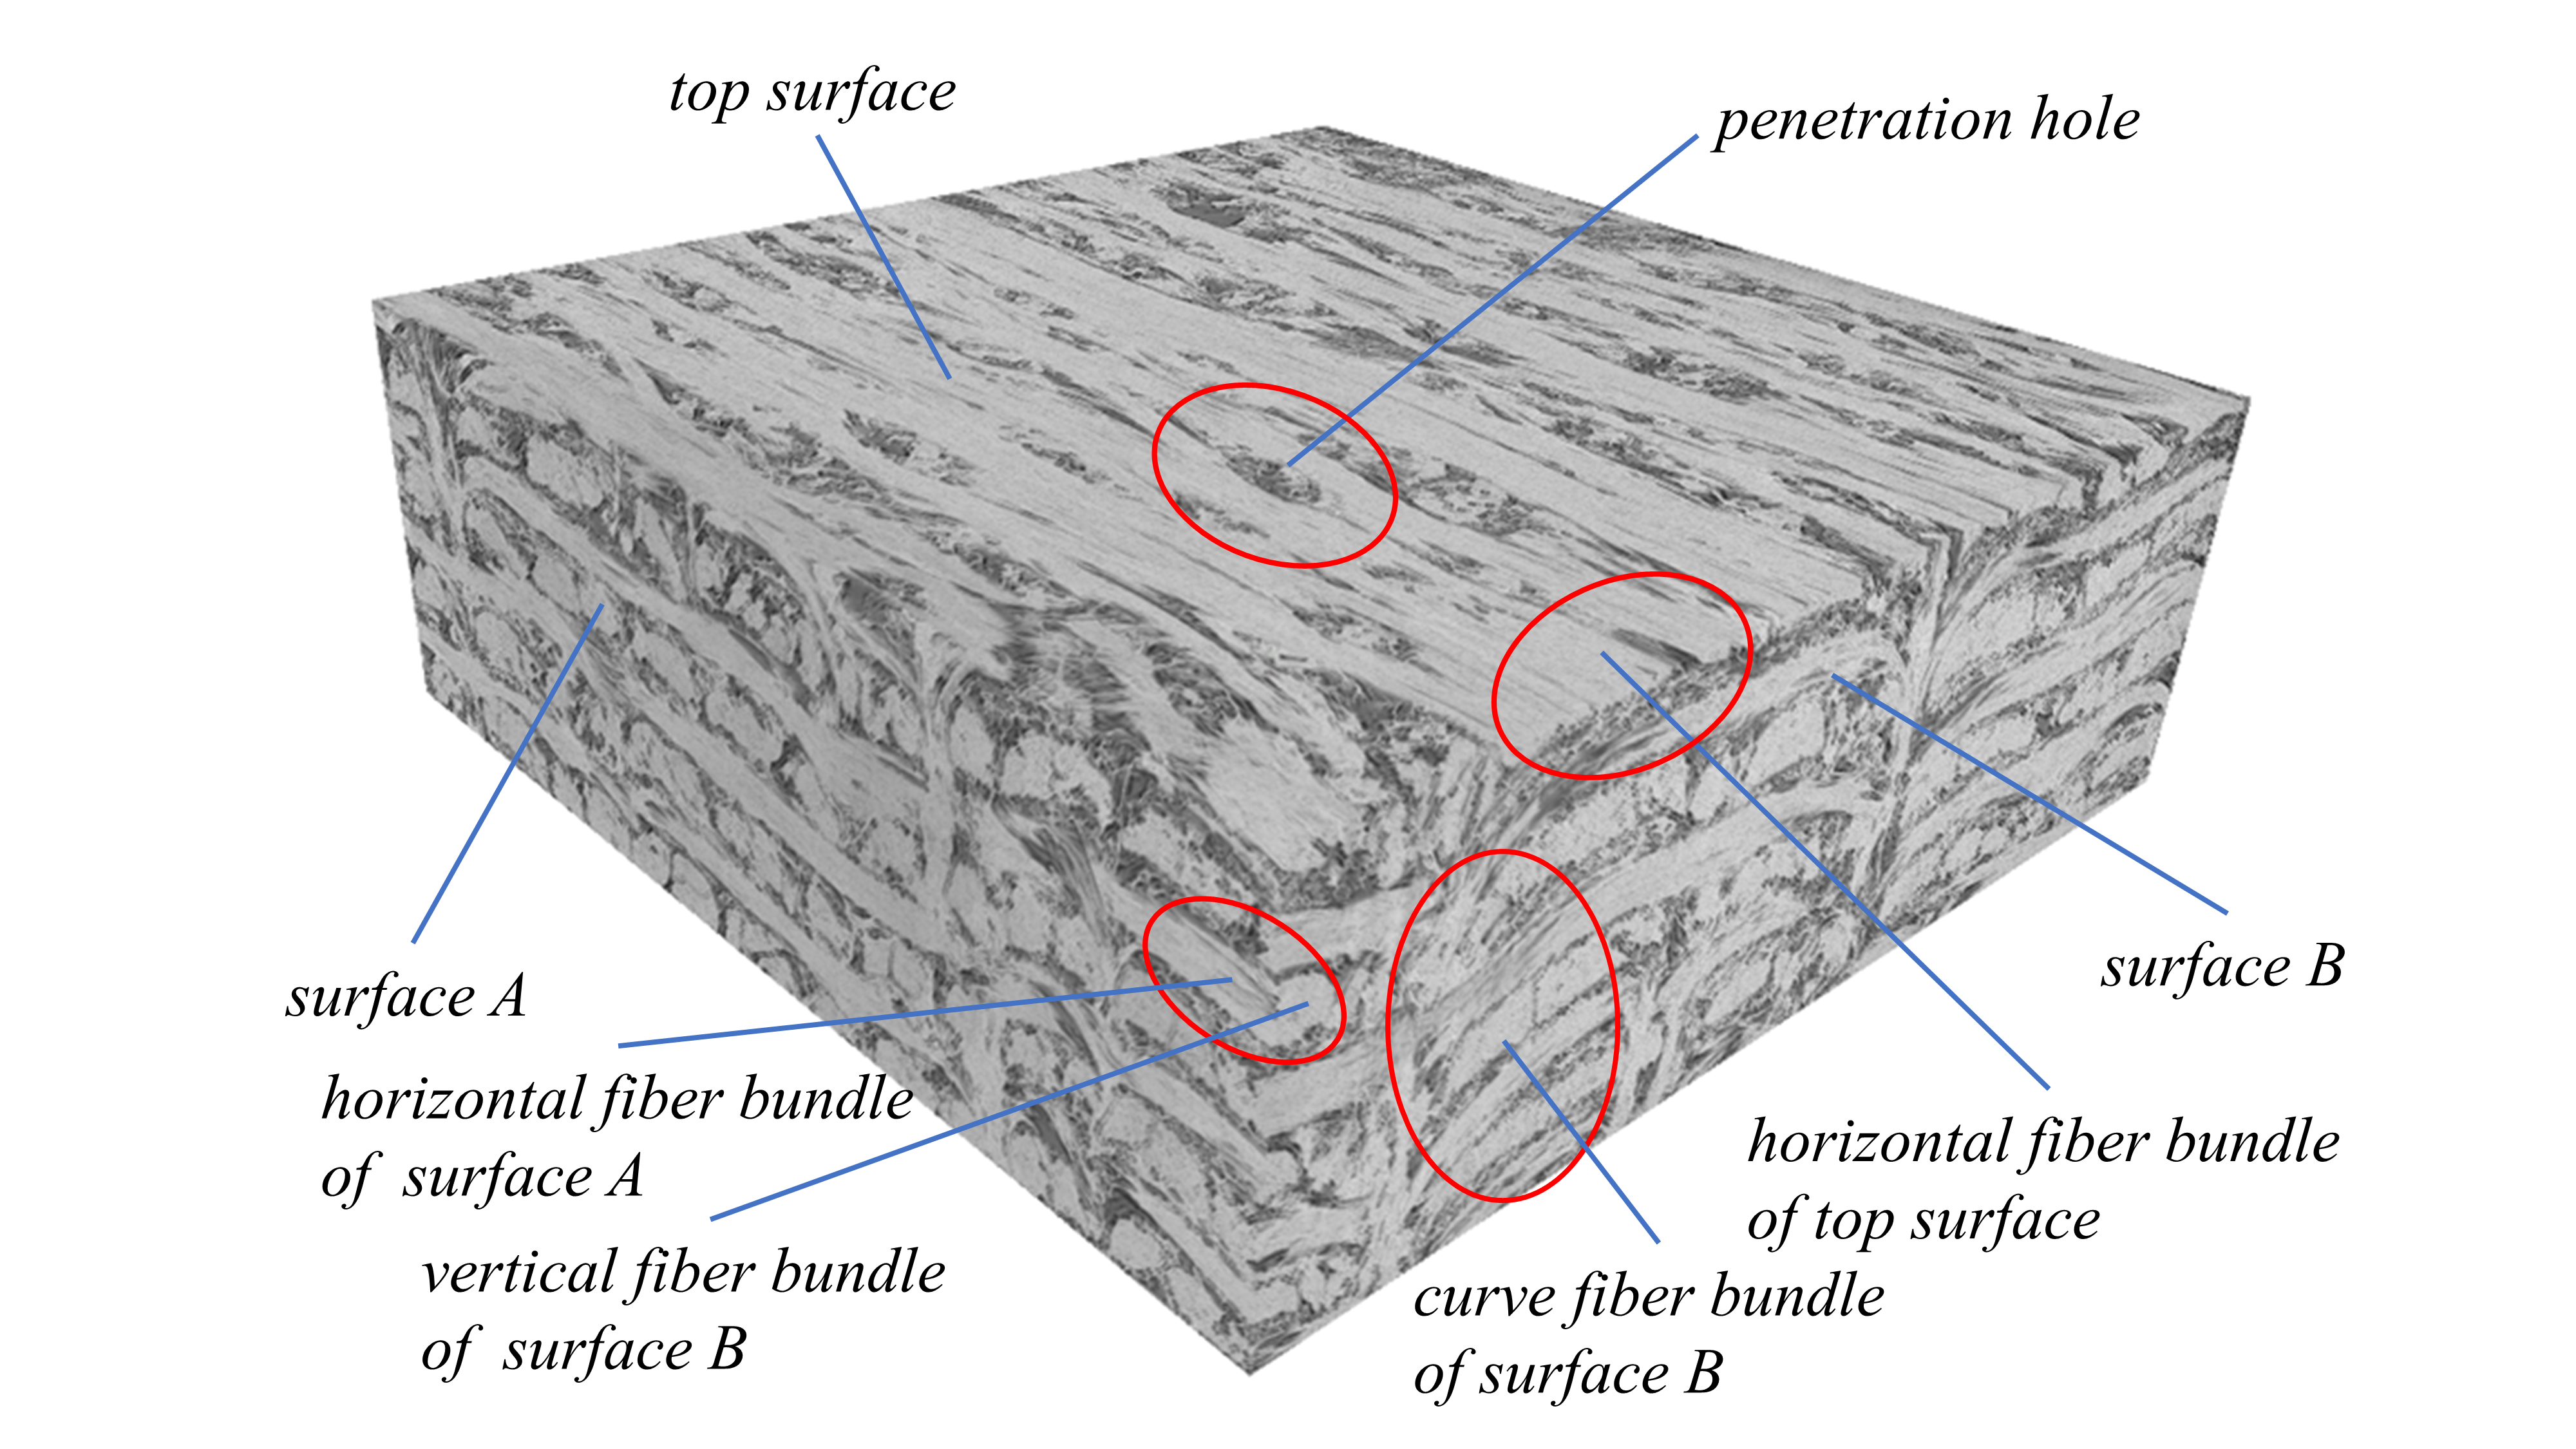 top surface
penetration hole
surface A
surface B
horizontal fiber bundle
of surface A
horizontal fiber bundle
of top surface
vertical fiber bundle
of surface B
curve fiber bundle
of surface B